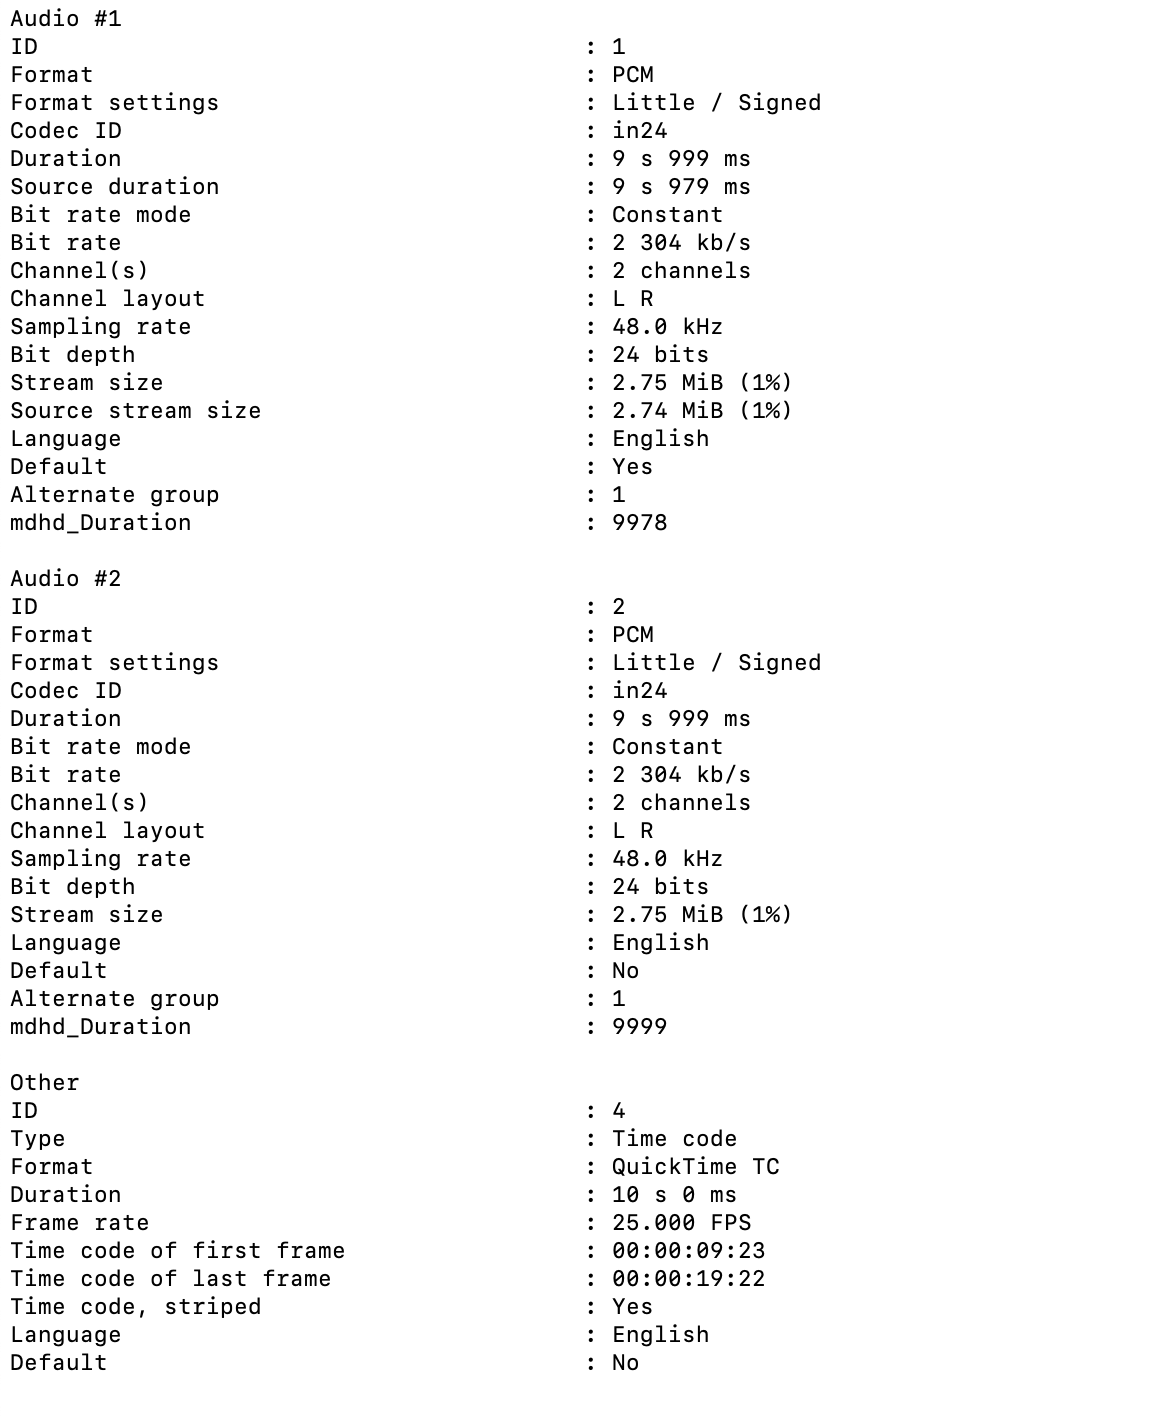 Audio #1
ID : 1
Format : PCM
Format settings : Little / Signed
Codec ID : in24
Duration : 9 s 999 ms
Source duration : 9 s 979 ms
Bit rate mode : Constant
Bit rate : 2 304 kb/s
Channel(s) : 2 channels
Channel layout : L R
Sampling rate : 48.0 kHz
Bit depth : 24 bits
Stream size : 2.75 MiB (1%)
Source stream size : 2.74 MiB (1%)
Language : English
Default : Yes
Alternate group : 1
mdhd_Duration : 9978

Audio #2
ID : 2
Format : PCM
Format settings : Little / Signed
Codec ID : in24
Duration : 9 s 999 ms
Bit rate mode : Constant
Bit rate : 2 304 kb/s
Channel(s) : 2 channels
Channel layout : L R
Sampling rate : 48.0 kHz
Bit depth : 24 bits
Stream size : 2.75 MiB (1%)
Language : English
Default : No
Alternate group : 1
mdhd_Duration : 9999

Other
ID : 4
Type : Time code
Format : QuickTime TC
Duration : 10 s 0 ms
Frame rate : 25.000 FPS
Time code of first frame : 00:00:09:23
Time code of last frame : 00:00:19:22
Time code, striped : Yes
Language : English
Default : No